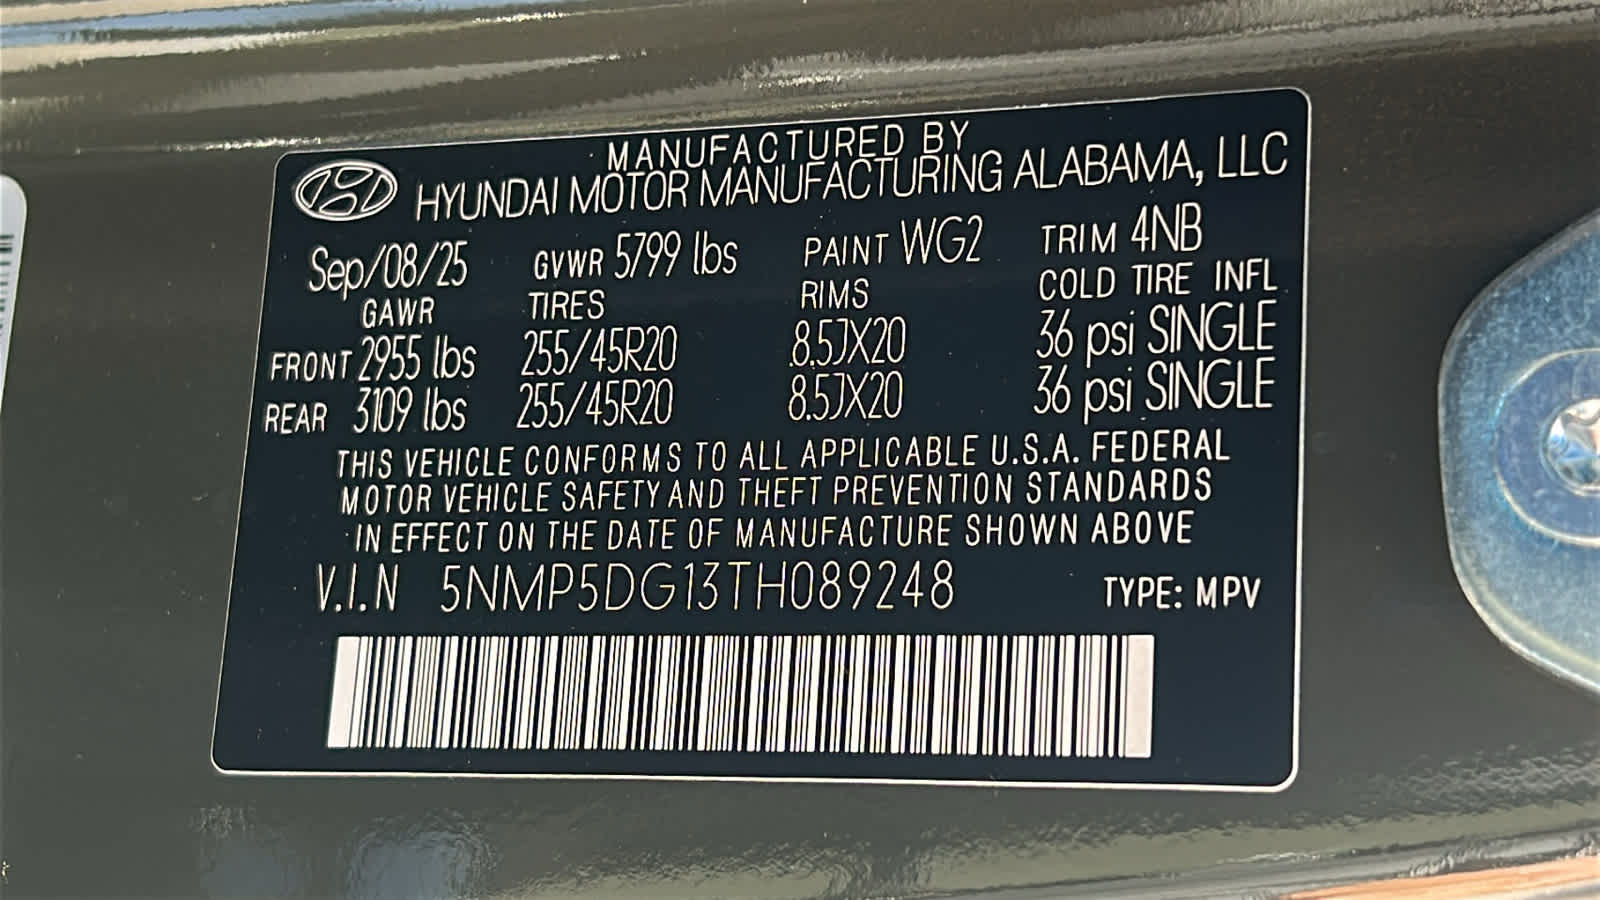 MANUFACTURED BY
HYUNDAI MOTOR MANUFACTURING ALABAMA, LLC
Sep/08/25 GVWR 5799 lbs PAINT WG2 TRIM 4NB
GAWR TIRES RIMS COLD TIRE INFL
FRONT 2955 lbs 255/45R20 8.5JX20 36 psi SINGLE
REAR 3109 lbs 255/45R20 8.5JX20 36 psi SINGLE
THIS VEHICLE CONFORMS TO ALL APPLICABLE U.S.A. FEDERAL
MOTOR VEHICLE SAFETY AND THEFT PREVENTION STANDARDS
IN EFFECT ON THE DATE OF MANUFACTURE SHOWN ABOVE
V.I.N 5NMP5DG13TH089248 TYPE: MPV